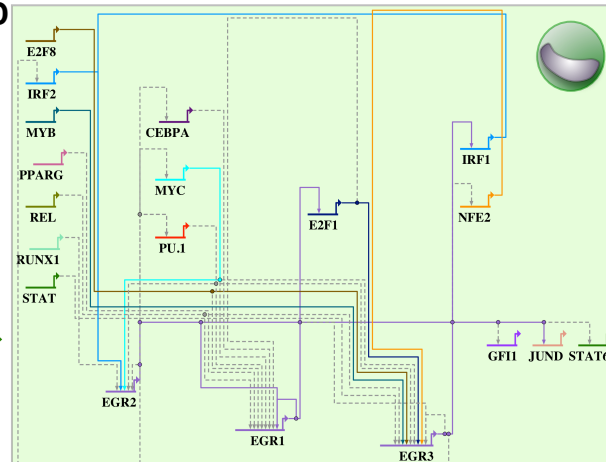 E2F8
IRF2
MYB
CEBPA
IRF1
PPARG
MYC
REL
NFE2
E2F1
PU.1
RUNX1
STAT
GFI1 JUND STAT6
EGR2
EGR1
EGR3